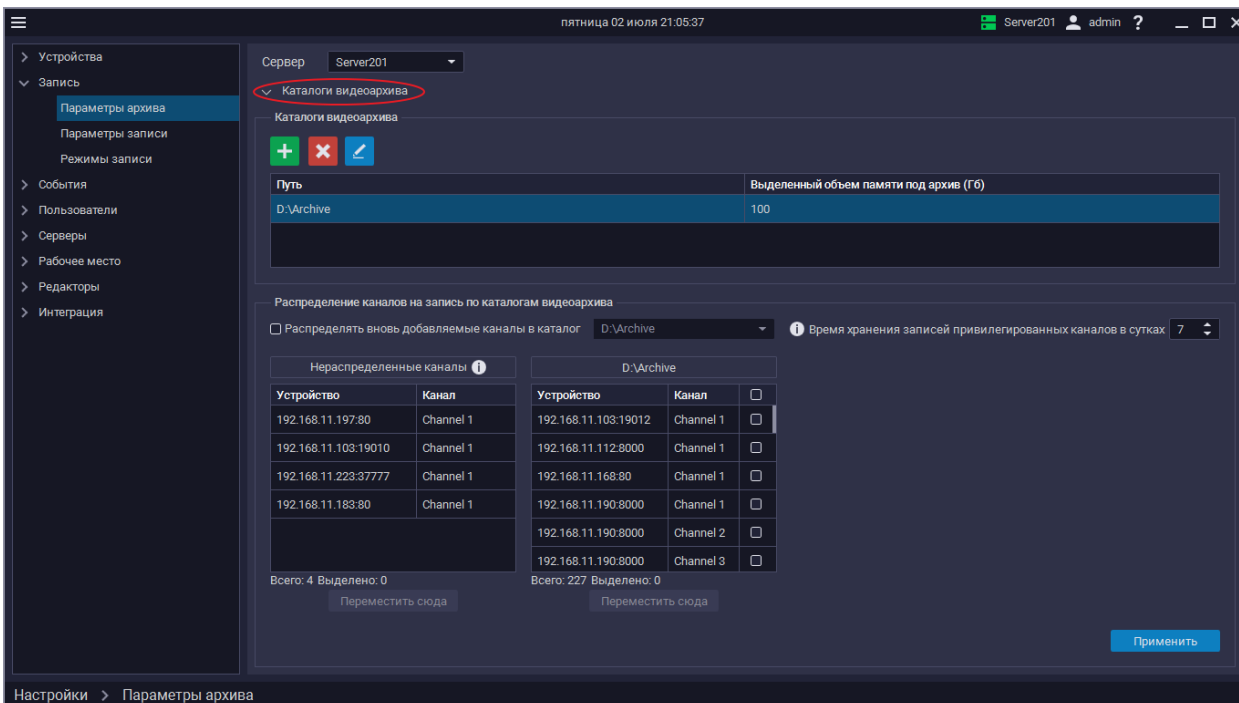 пятница 02 июля 21:05:37
Server201 admin ?
Устройства
Запись
Параметры архива
Параметры записи
Режимы записи
События
Пользователи
Серверы
Рабочее место
Редакторы
Интеграция
Сервер Server201
Каталоги видеоархива
Каталоги видеоархива
Путь Выделенный объем памяти под архив (Гб)
D:\Archive 100
Распределение каналов на запись по каталогам видеоархива
Распределять вновь добавляемые каналы в каталог D:\Archive Время хранения записей привилегированных каналов в сутках 7
Нераспределенные каналы
Устройство Канал
192.168.11.197:80 Channel 1
192.168.11.103:19010 Channel 1
192.168.11.223:37777 Channel 1
192.168.11.183:80 Channel 1
Всего: 4 Выделено: 0
Переместить сюда
D:\Archive
Устройство Канал
192.168.11.103:19012 Channel 1
192.168.11.112:8000 Channel 1
192.168.11.168:80 Channel 1
192.168.11.190:8000 Channel 1
192.168.11.190:8000 Channel 2
192.168.11.190:8000 Channel 3
Всего: 227 Выделено: 0
Переместить сюда
Применить
Настройки > Параметры архива